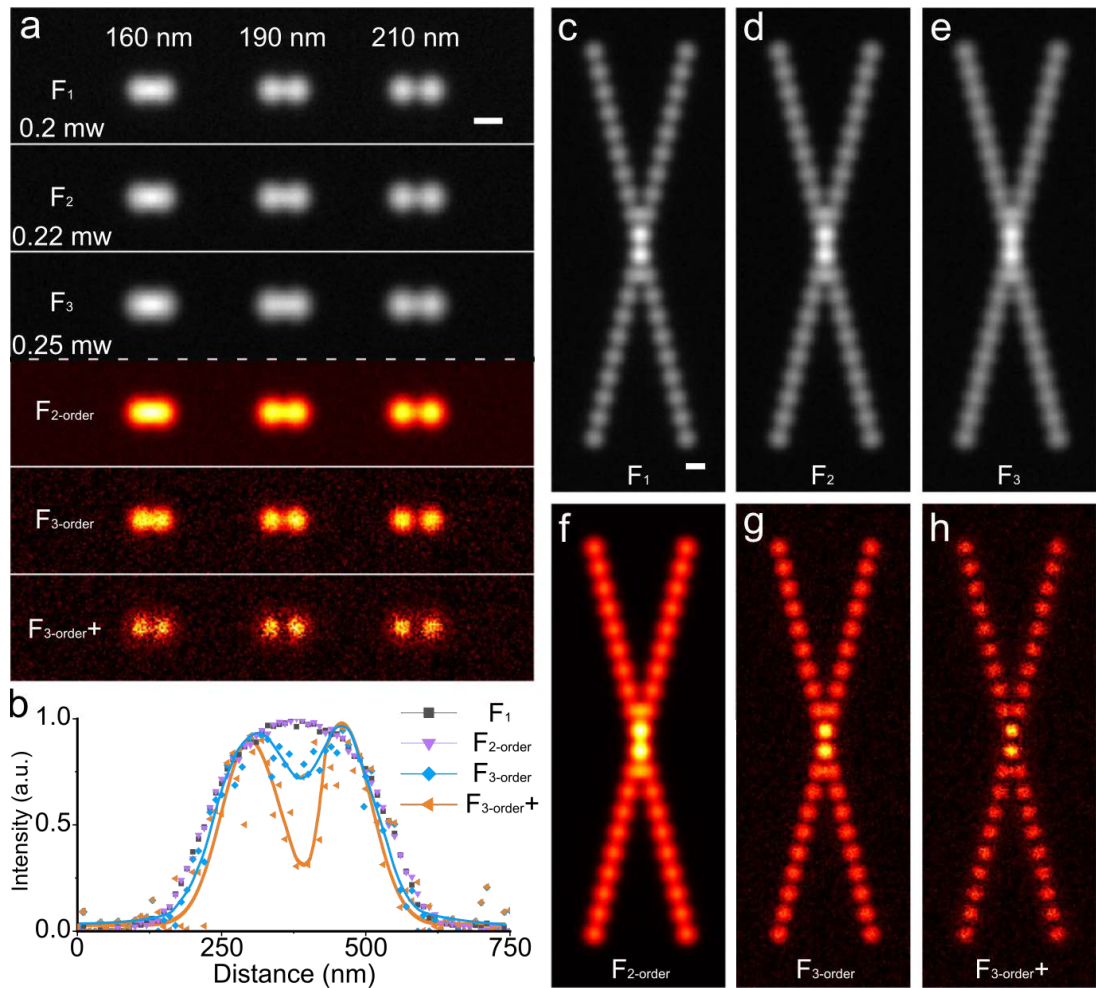 a
160 nm 190 nm 210 nm
F₁
0.2 mw
F₂
0.22 mw
F₃
0.25 mw
F₂₋order
F₃₋order
F₃₋order+
b
1.0
0.5
0.0
Intensity (a.u.)
0 250 500 750
Distance (nm)
F₁
F₂₋order
F₃₋order
F₃₋order+
c
F₁
d
F₂
e
F₃
f
F₂₋order
g
F₃₋order
h
F₃₋order+